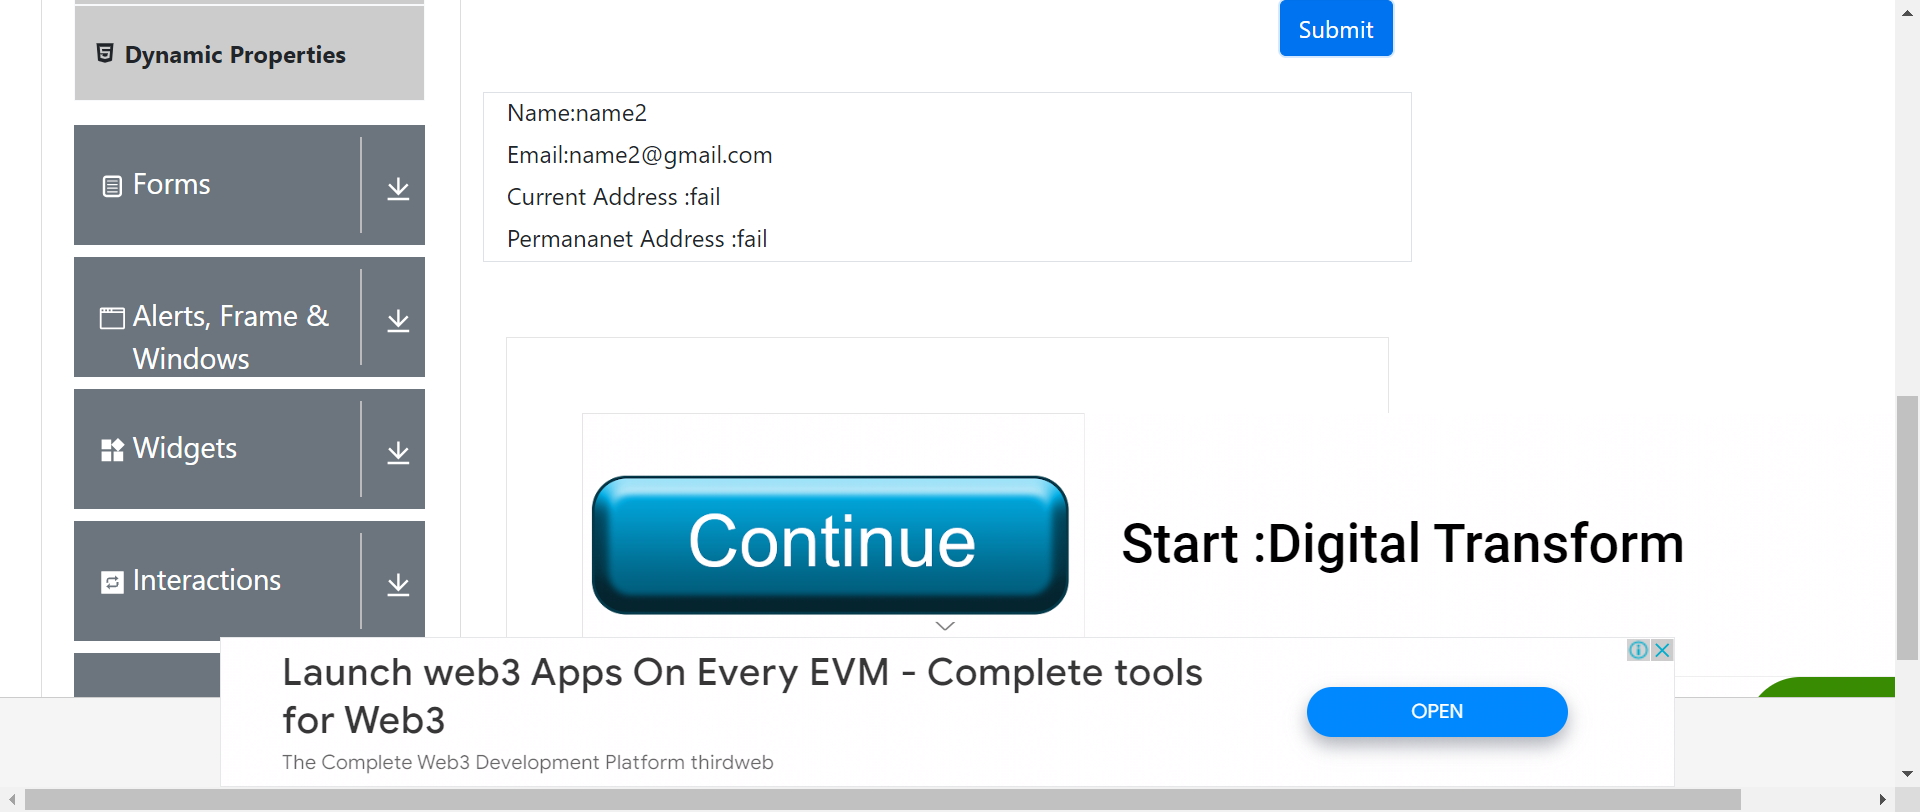 Submit
Dynamic Properties
Name:name2
Email:name2@gmail.com
Current Address :fail
Permananet Address :fail
Forms
Alerts, Frame &
Windows
Widgets
Interactions
Continue
Start :Digital Transform
Launch web3 Apps On Every EVM - Complete tools
for Web3
The Complete Web3 Development Platform thirdweb
OPEN